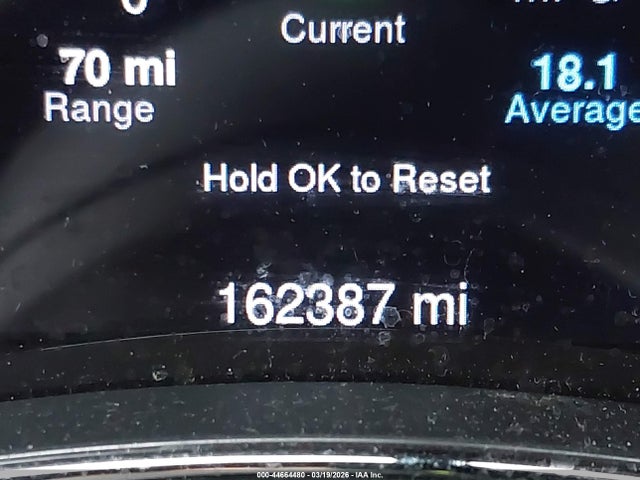 Current
70 mi
18.1
Range
Average
Hold OK to Reset
162387 mi
000-44664480 - 03/19/2026 - IAA Inc.